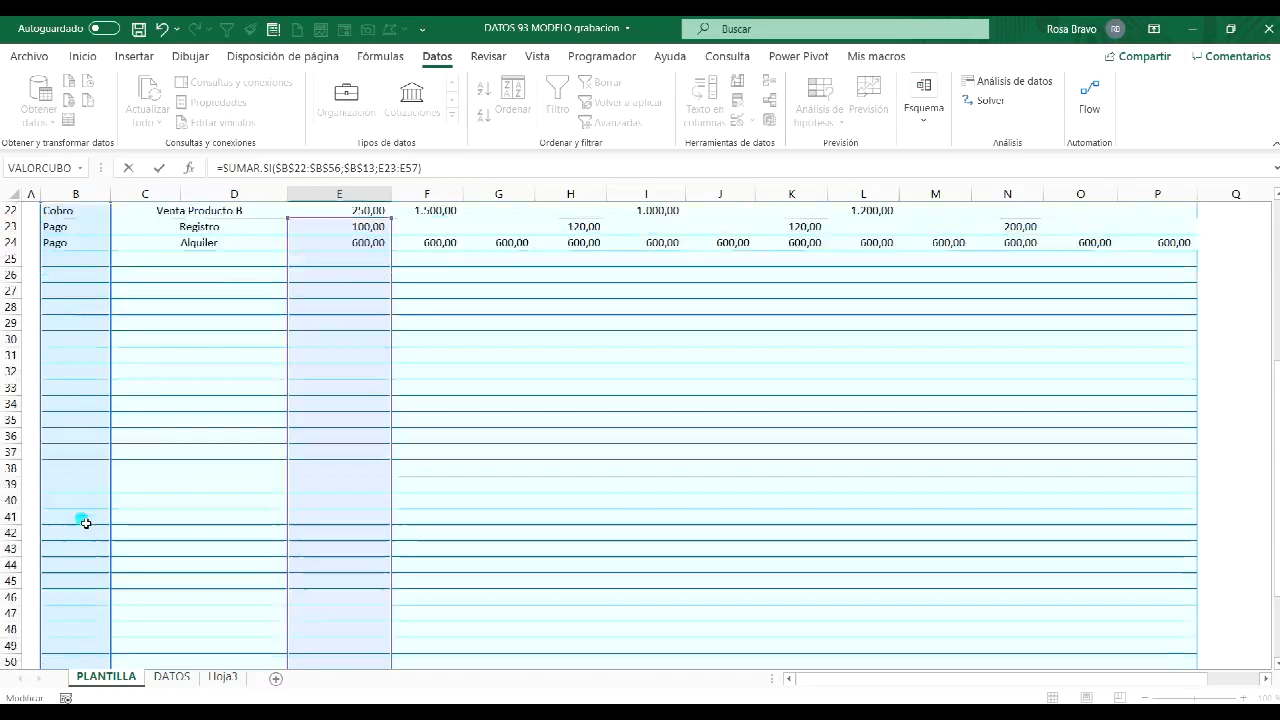 Autoguardado
DATOS 93 MODELO grabacion
Buscar
Rosa Bravo
RB
Archivo Inicio Insertar Dibujar Disposición de página Fórmulas Datos Revisar Vista Programador Ayuda Consulta Power Pivot Mis macros Compartir Comentarios
Obtener datos
Actualizar todo
Consultas y conexiones
Propiedades
Editar vínculos
Organización
Cotizaciones
Ordenar
Filtro
Borrar
Volver a aplicar
Avanzadas
Texto en columnas
Análisis de hipótesis
Previsión
Esquema
Análisis de datos
Solver
Flow
Obtener y transformar datos Consultas y conexiones Tipos de datos Ordenar y filtrar Herramientas de datos Previsión Análisis Automation
VALORCUBO fx =SUMAR.SI($B$22:$B$56;$B$13;E23:E57)
A B C D E F G H I J K L M N O P Q
22 Cobro Venta Producto B 250,00 1.500,00 1.000,00 1.200,00
23 Pago Registro 100,00 120,00 120,00 200,00
24 Pago Alquiler 600,00 600,00 600,00 600,00 600,00 600,00 600,00 600,00 600,00 600,00 600,00 600,00
25
26
27
28
29
30
31
32
33
34
35
36
37
38
39
40
41
42
43
44
45
46
47
48
49
50
PLANTILLA DATOS Hoja3
Modificar
100 %